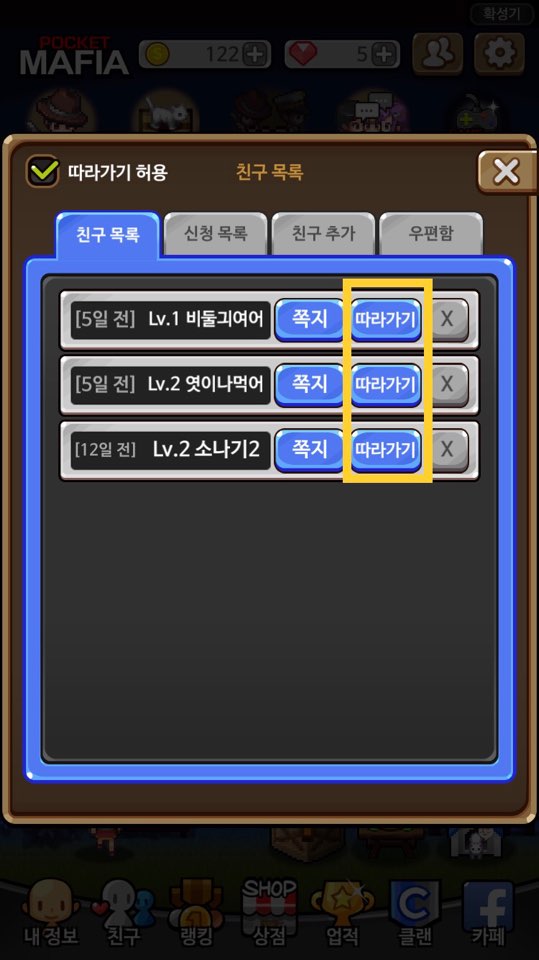 확성기
POCKET
MAFIA
122
5
따라가기 허용
친구 목록
친구 목록
신청 목록
친구 추가
우편함
[5일 전] Lv.1 비둘긔여어 쪽지 따라가기 X
[5일 전] Lv.2 엿이나먹어 쪽지 따라가기 X
[12일 전] Lv.2 소나기2 쪽지 따라가기 X
SHOP
내 정보
친구
랭킹
상점
업적
클랜
카페